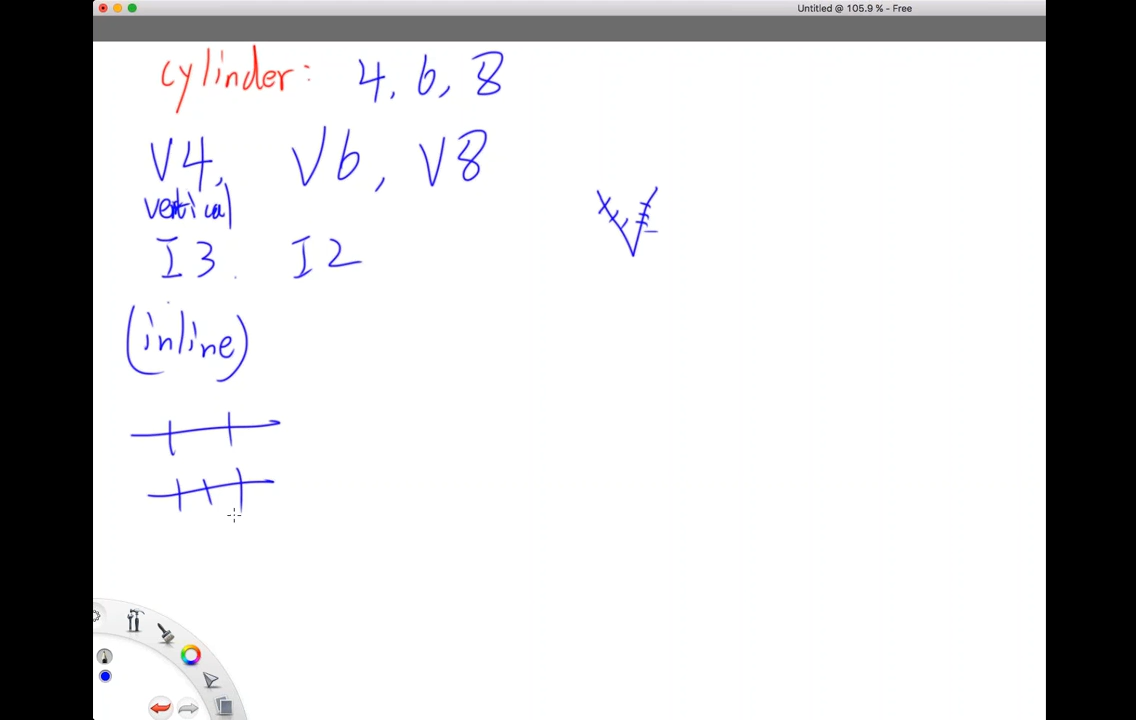 Untitled @ 105.9 % - Free
cylinder: 4, 6, 8
V4, V6, V8
vertical
I3. I2
(inline)